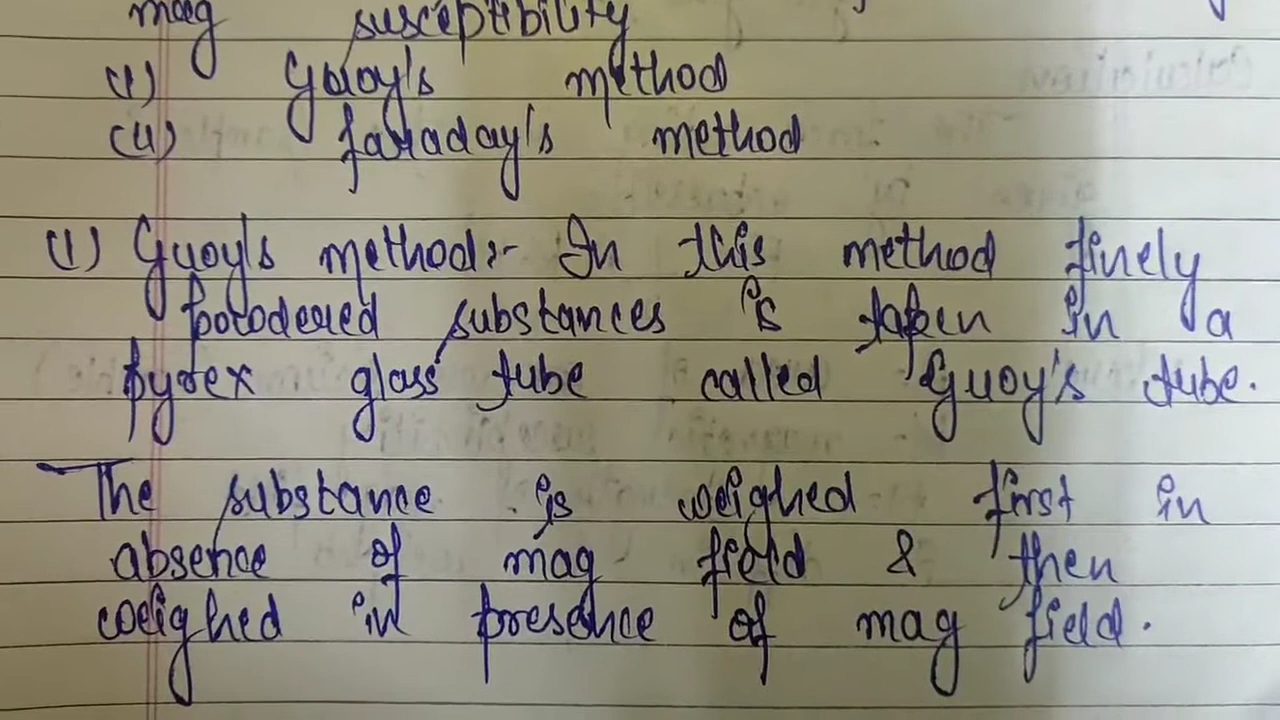 mag susceptibility
(I) Guoy's method
(II) faraday's method
(I) Guoy's method:- In this method finely
powdered substances is taken in a
pyrex glass tube called Guoy's tube.
The substance is weighed first in
absence of mag field & then
weighed in presence of mag field.